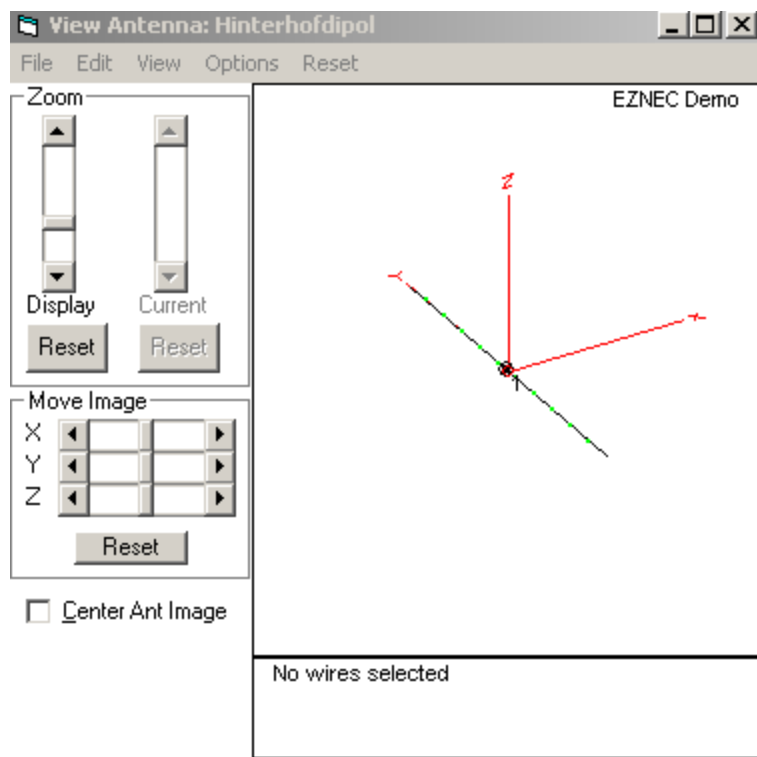 View Antenna: Hinterhofdipol
File Edit View Options Reset
Zoom
EZNEC Demo
Display Current
Reset Reset
Z
Y
X
1
Move Image
X
Y
Z
Reset
Center Ant Image
No wires selected